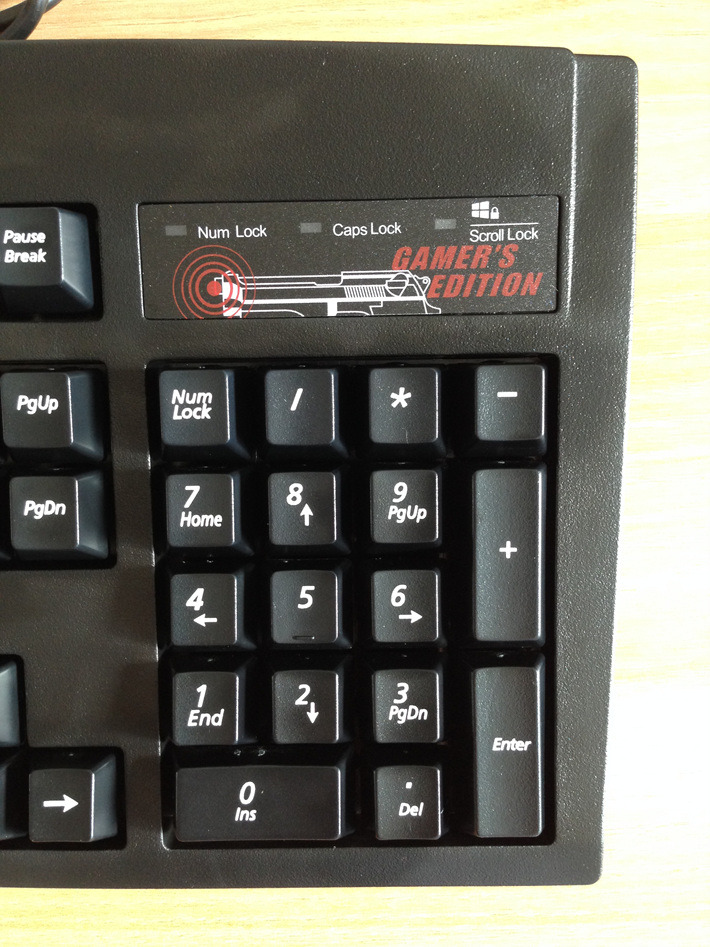 Pause
Break
Num Lock
Caps Lock
Scroll Lock
GAMER'S
EDITION
PgUp
Num
Lock
/
*
-
PgDn
7
Home
8
↑
9
PgUp
+
4
←
5
6
→
1
End
2
↓
3
PgDn
Enter
→
0
Ins
.
Del